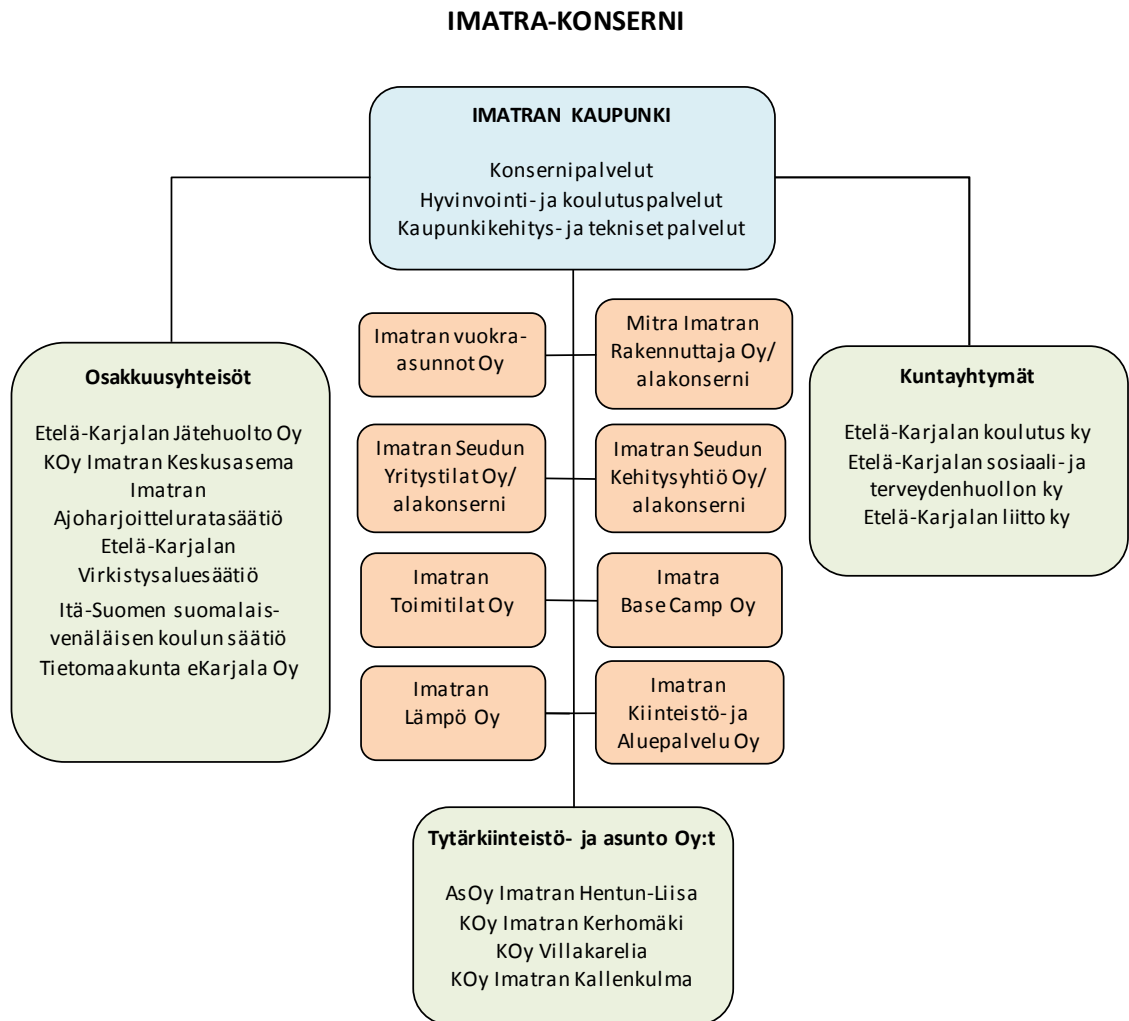 IMATRA-KONSERNI
IMATRAN KAUPUNKI
Konsernipalvelut
Hyvinvointi- ja koulutuspalvelut
Kaupunkikehitys- ja tekniset palvelut
Osakkuusyhteisöt
Etelä-Karjalan Jätehuolto Oy
KOy Imatran Keskusasema
Imatran
Ajoharjoitteluratasäätiö
Etelä-Karjalan
Virkistysaluesäätiö
Itä-Suomen suomalais-
venäläisen koulun säätiö
Tietomaakunta eKarjala Oy
Imatran vuokra-
asunnot Oy
Mitra Imatran
Rakennuttaja Oy/
alakonserni
Imatran Seudun
Yritystilat Oy/
alakonserni
Imatran Seudun
Kehitysyhtiö Oy/
alakonserni
Imatran
Toimitilat Oy
Imatra
Base Camp Oy
Imatran
Lämpö Oy
Imatran
Kiinteistö- ja
Aluepalvelu Oy
Kuntayhtymät
Etelä-Karjalan koulutus ky
Etelä-Karjalan sosiaali- ja
terveydenhuollon ky
Etelä-Karjalan liitto ky
Tytärkiinteistö- ja asunto Oy:t
AsOy Imatran Hentun-Liisa
KOy Imatran Kerhomäki
KOy Villakarelia
KOy Imatran Kallenkulma